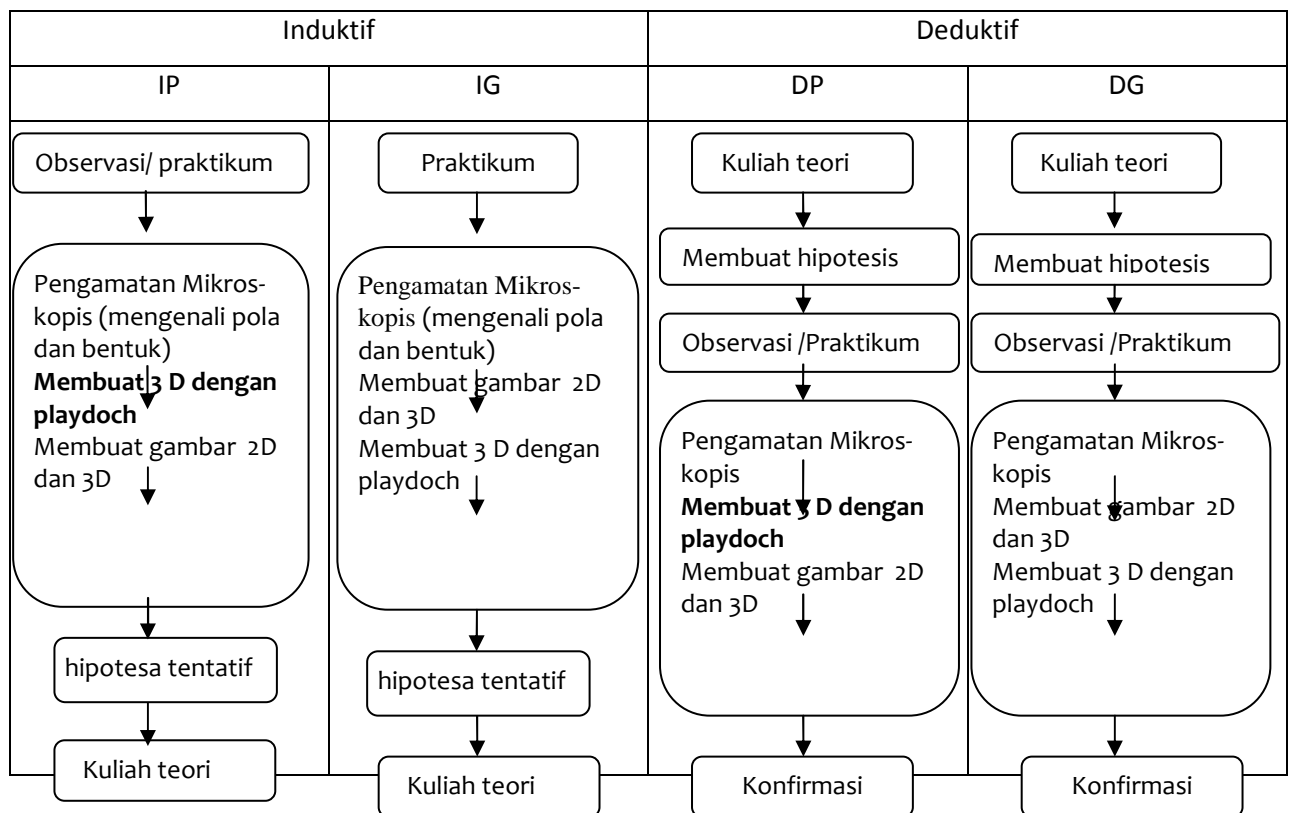 Induktif
Deduktif
IP
IG
DP
DG
Observasi/ praktikum
Pengamatan Mikros-
kopis (mengenali pola
dan bentuk)
Membuat 3 D dengan
playdoch
Membuat gambar 2D
dan 3D
hipotesa tentatif
Kuliah teori
Praktikum
Pengamatan Mikros-
kopis (mengenali pola
dan bentuk)
Membuat gambar 2D
dan 3D
Membuat 3 D dengan
playdoch
hipotesa tentatif
Kuliah teori
Kuliah teori
Membuat hipotesis
Observasi /Praktikum
Pengamatan Mikros-
kopis
Membuat 3 D dengan
playdoch
Membuat gambar 2D
dan 3D
Konfirmasi
Kuliah teori
Membuat hipotesis
Observasi /Praktikum
Pengamatan Mikros-
kopis
Membuat gambar 2D
dan 3D
Membuat 3 D dengan
playdoch
Konfirmasi